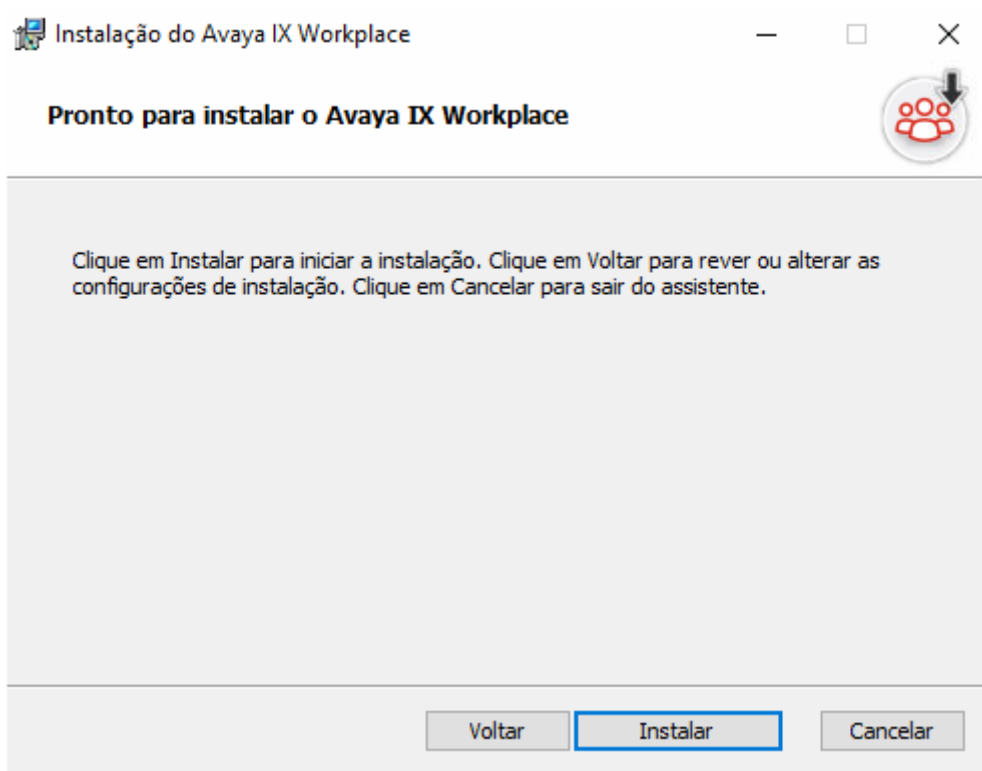 Instalação do Avaya IX Workplace
Pronto para instalar o Avaya IX Workplace
Clique em Instalar para iniciar a instalação. Clique em Voltar para rever ou alterar as
configurações de instalação. Clique em Cancelar para sair do assistente.
Voltar
Instalar
Cancelar